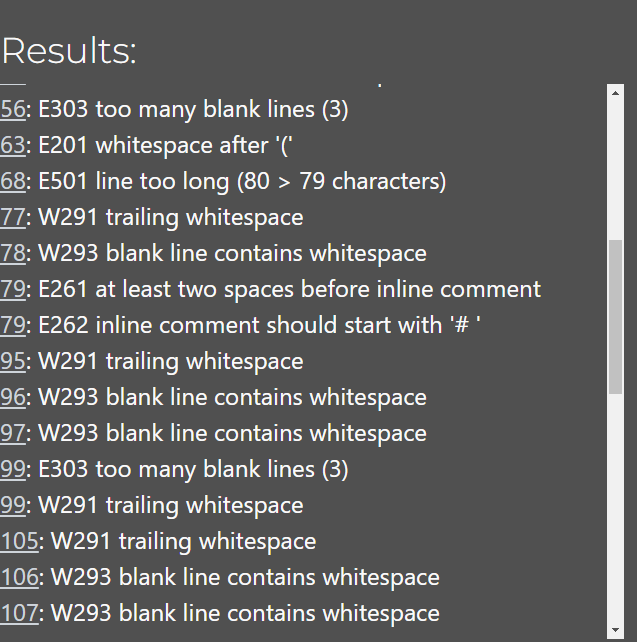 Results:
56: E303 too many blank lines (3)
63: E201 whitespace after '('
68: E501 line too long (80 > 79 characters)
77: W291 trailing whitespace
78: W293 blank line contains whitespace
79: E261 at least two spaces before inline comment
79: E262 inline comment should start with '# '
95: W291 trailing whitespace
96: W293 blank line contains whitespace
97: W293 blank line contains whitespace
99: E303 too many blank lines (3)
99: W291 trailing whitespace
105: W291 trailing whitespace
106: W293 blank line contains whitespace
107: W293 blank line contains whitespace